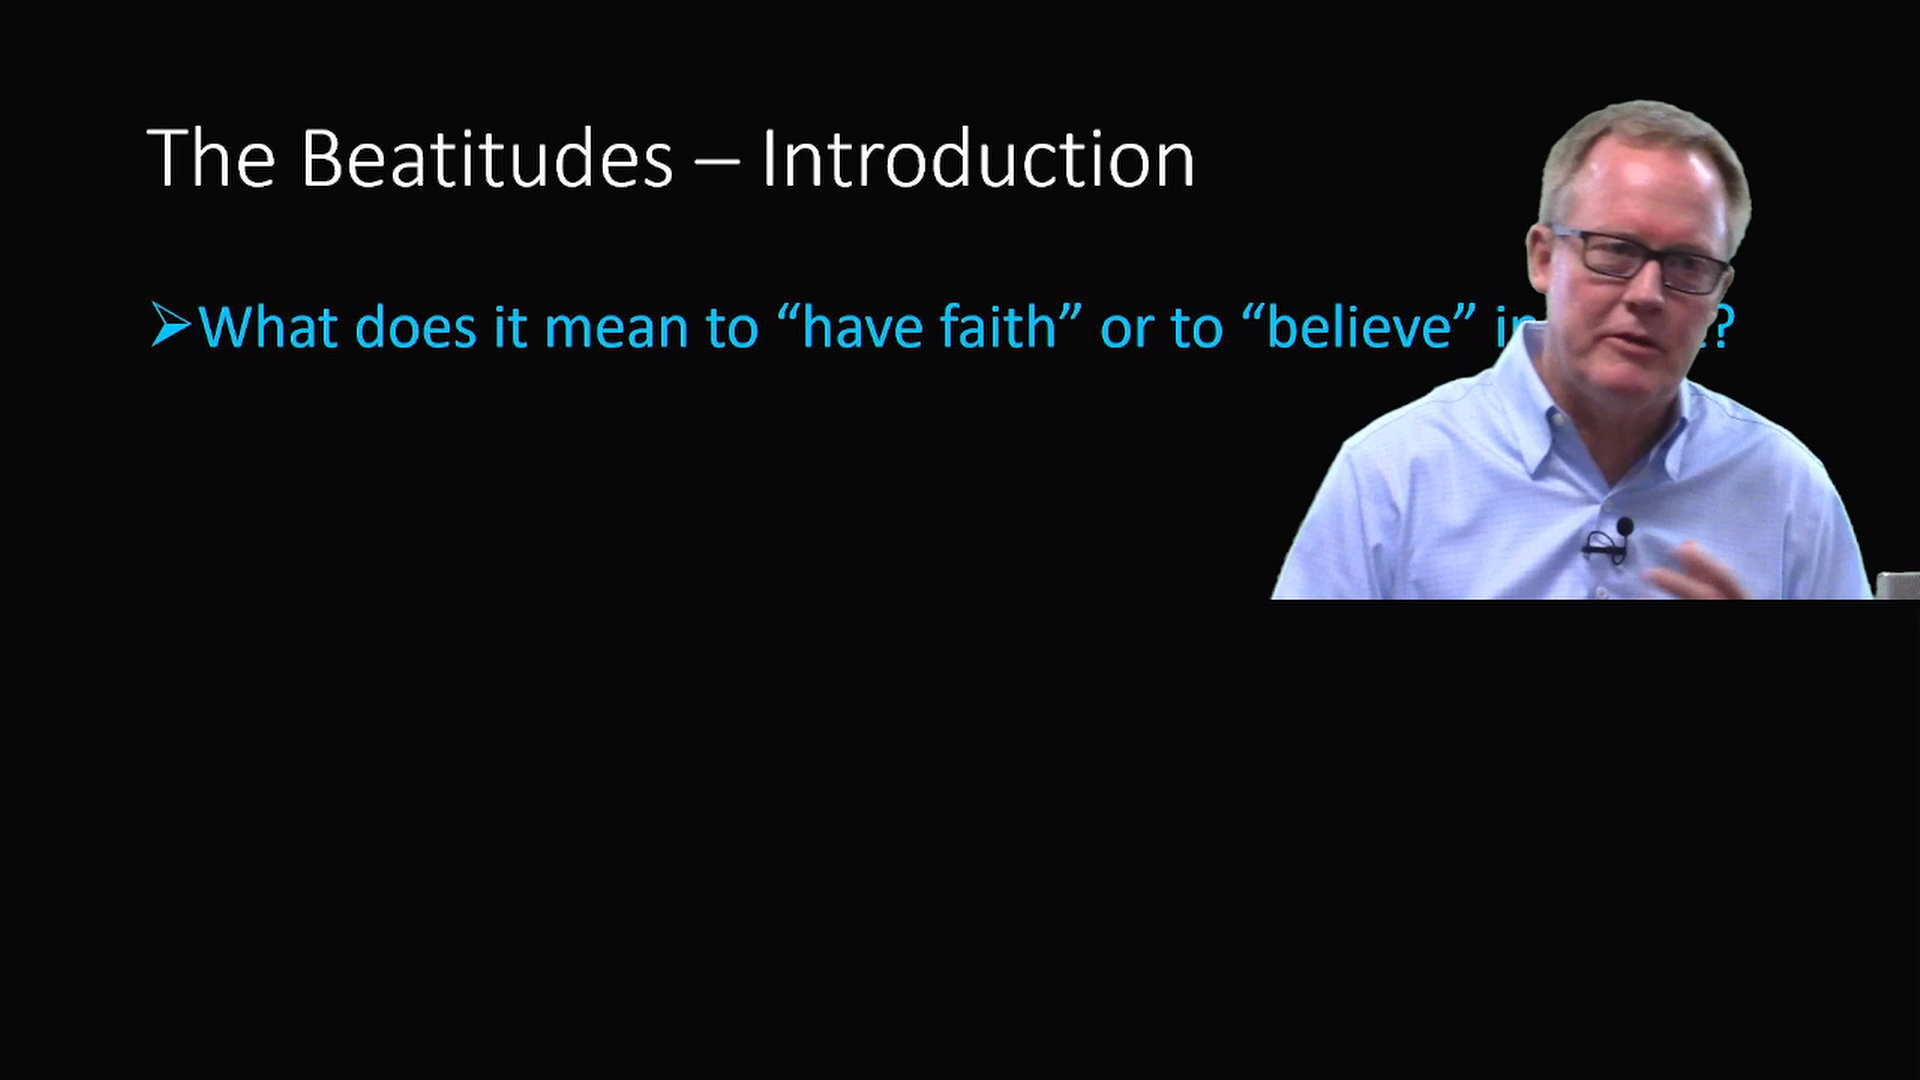 The Beatitudes – Introduction
➢What does it mean to “have faith” or to “believe” in ?